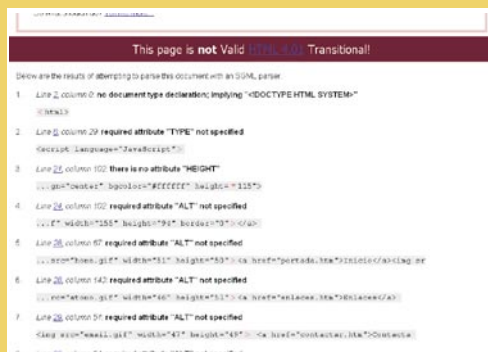 This page is not Valid HTML 4.01 Transitional!
Below are the results of attempting to parse this document with an SGML parser.
1. Line 2, column 0: no document type declaration; implying "<!DOCTYPE HTML SYSTEM>"
<html>
2. Line 6, column 29: required attribute "TYPE" not specified
<script language="JavaScript">
3. Line 21, column 102: there is no attribute "HEIGHT"
...gn="center" bgcolor="#ffffff" height="115">
4. Line 24, column 102: required attribute "ALT" not specified
...f" width="155" height="94" border="0"></a>
5. Line 28, column 67: required attribute "ALT" not specified
...src="home.gif" width="51" height="50"><a href="portada.htm">Inicio</a><img sr
6. Line 28, column 143: required attribute "ALT" not specified
...rc="atomo.gif" width="46" height="51"><a href="enlaces.htm">Enlaces</a>
7. Line 29, column 51: required attribute "ALT" not specified
<img src="email.gif" width="47" height="49"> <a href="contactar.htm">Contacta